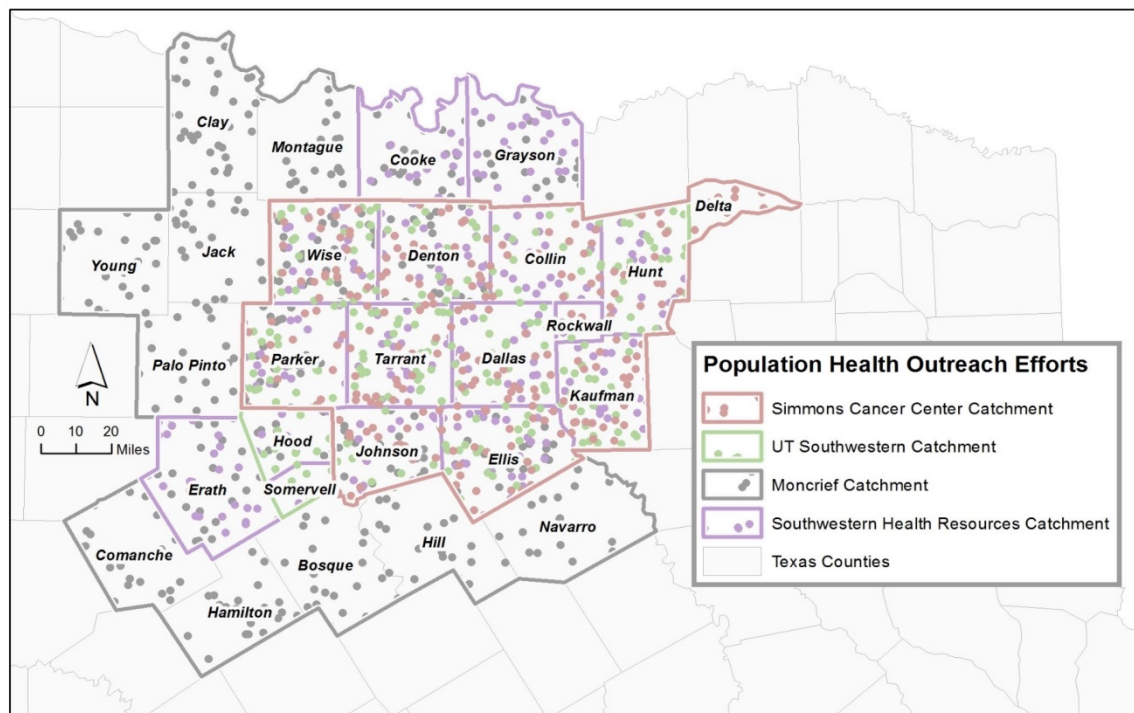 Clay
Montague
Cooke
Grayson
Delta
Young
Jack
Wise
Denton
Collin
Hunt
Rockwall
Palo Pinto
Parker
Tarrant
Dallas
Kaufman
N
0 10 20
Miles
Hood
Johnson
Ellis
Erath
Somervell
Comanche
Bosque
Hill
Navarro
Hamilton
Population Health Outreach Efforts
Simmons Cancer Center Catchment
UT Southwestern Catchment
Moncrief Catchment
Southwestern Health Resources Catchment
Texas Counties